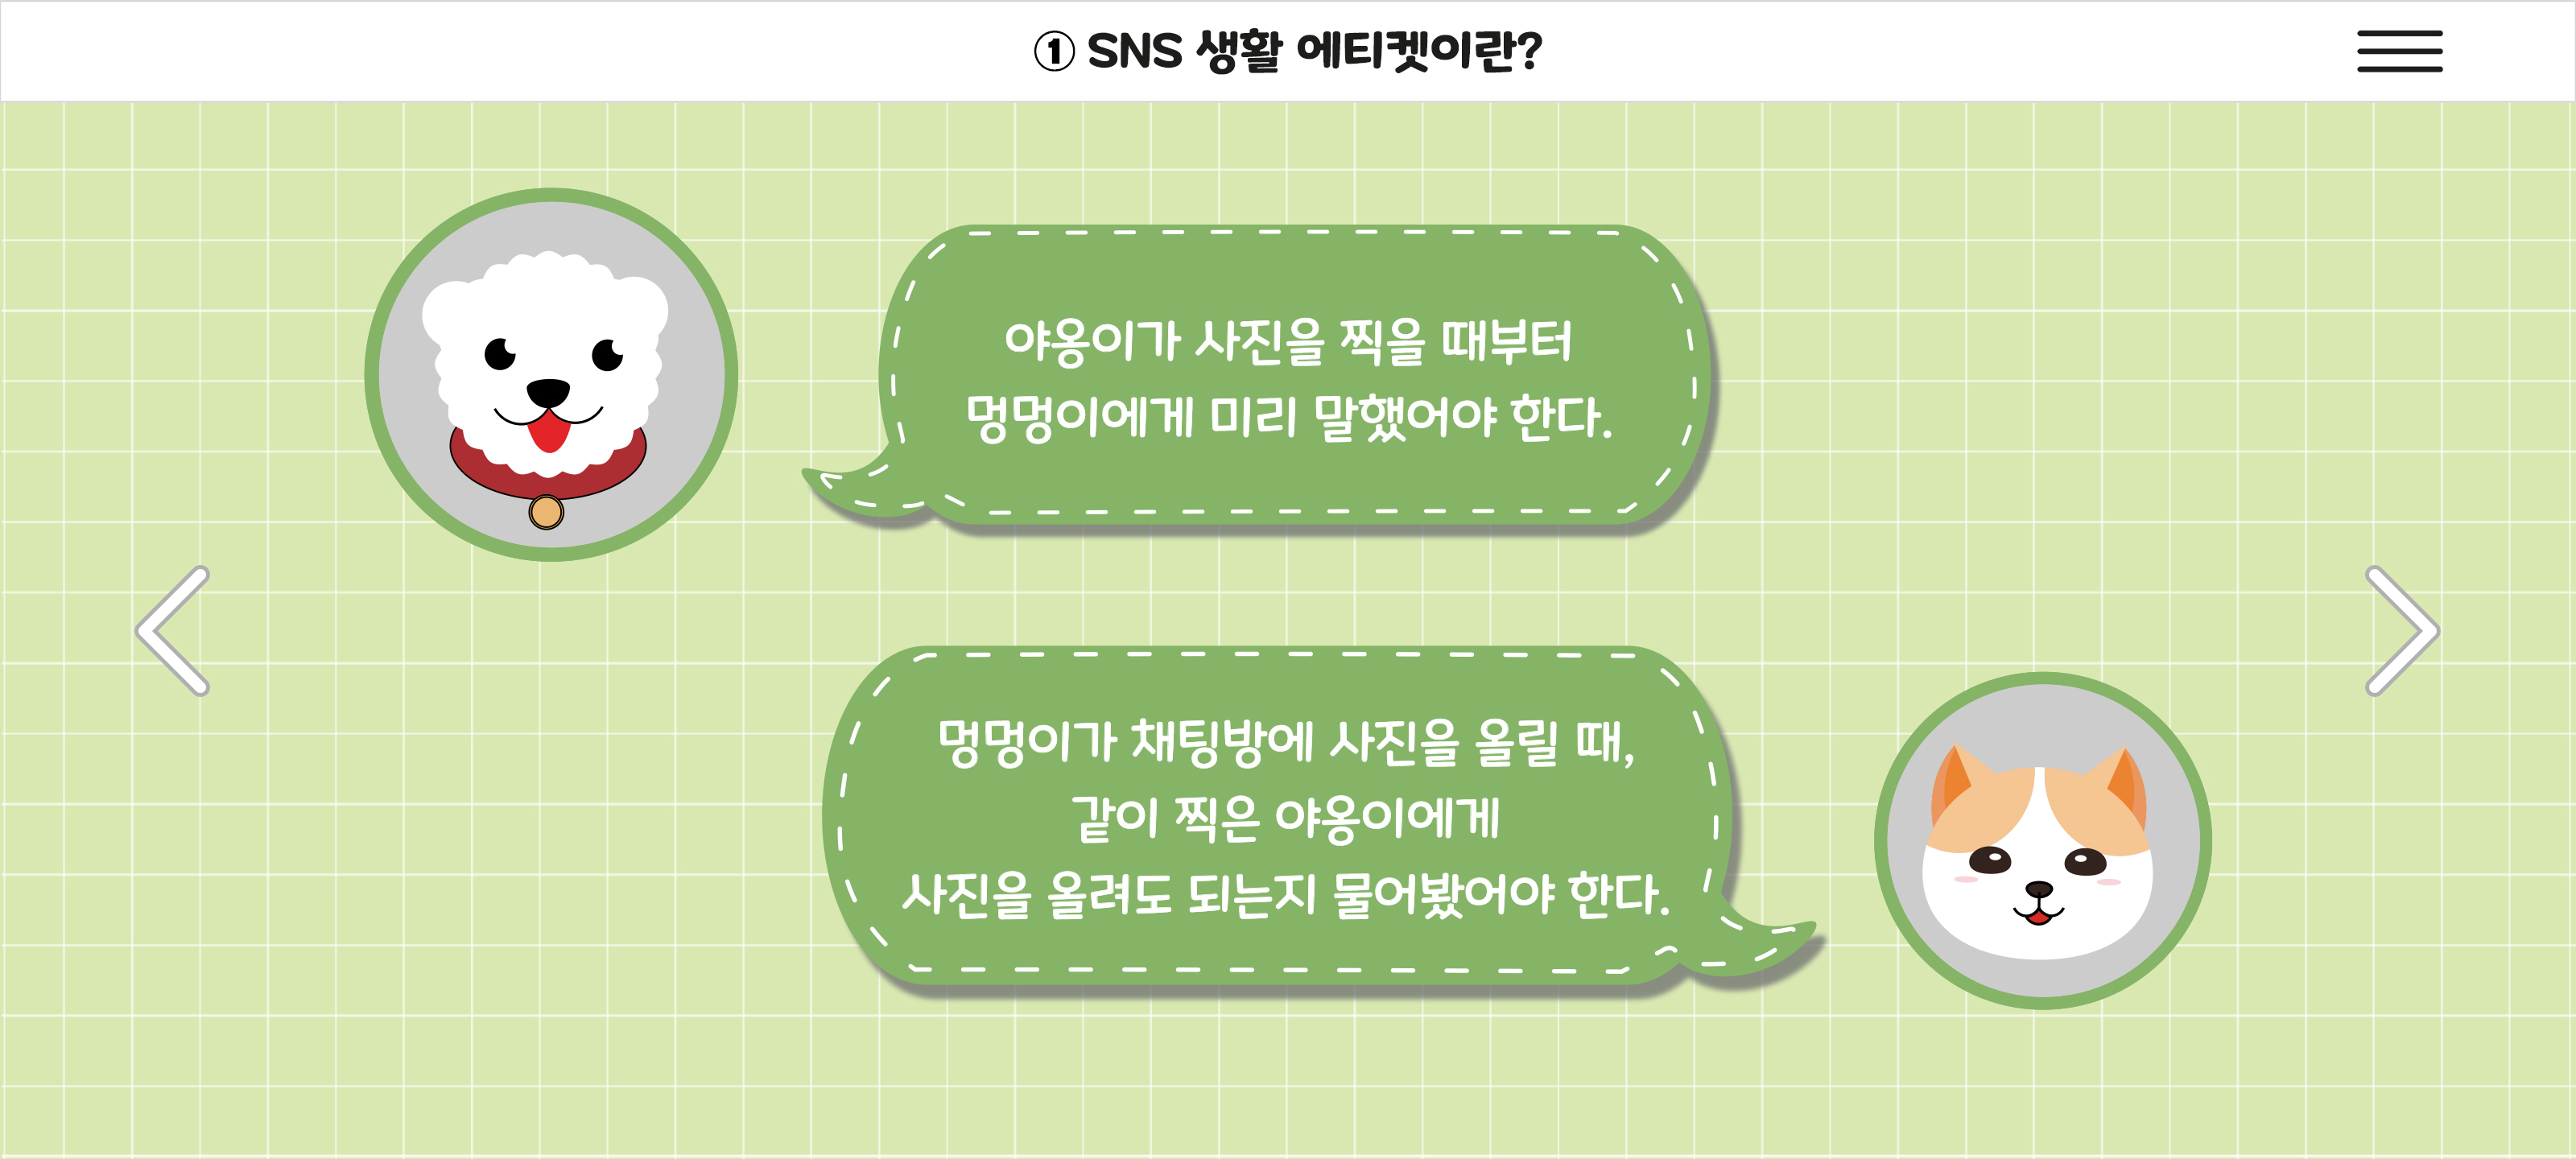 ① SNS 생활 에티켓이란?
야옹이가 사진을 찍을 때부터
멍멍이에게 미리 말했어야 한다.
멍멍이가 채팅방에 사진을 올릴 때,
같이 찍은 야옹이에게
사진을 올려도 되는지 물어봤어야 한다.